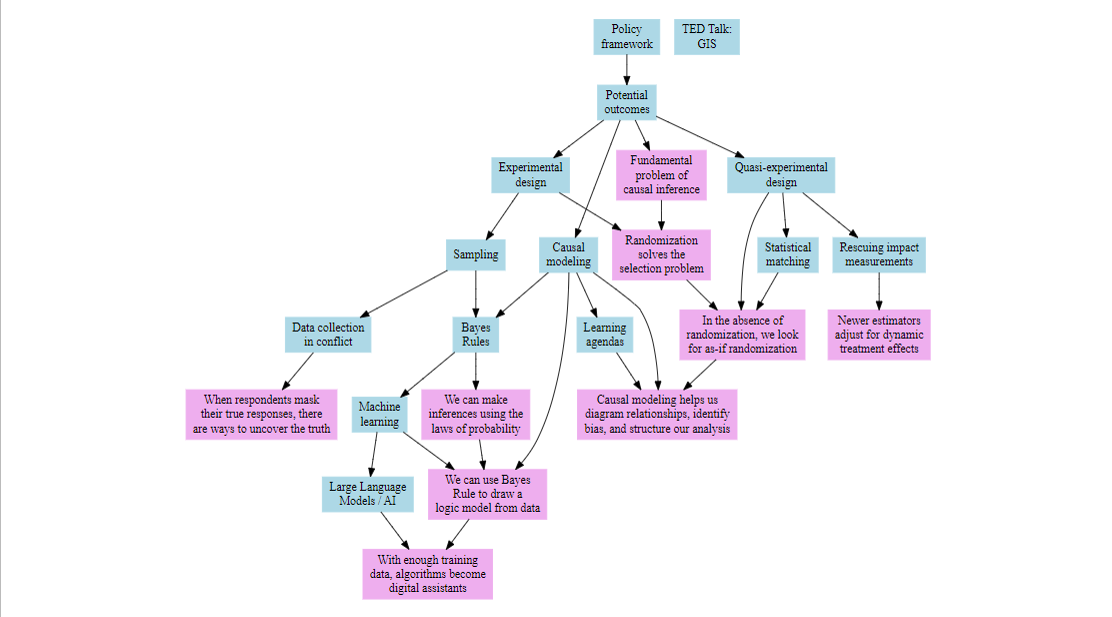 Policy
framework
TED Talk:
GIS
Potential
outcomes
Experimental
design
Fundamental
problem of
causal inference
Quasi-experimental
design
Sampling
Causal
modeling
Randomization
solves the
selection problem
Statistical
matching
Rescuing impact
measurements
Data collection
in conflict
Bayes
Rules
Learning
agendas
In the absence of
randomization, we look
for as-if randomization
Newer estimators
adjust for dynamic
treatment effects
When respondents mask
their true responses, there
are ways to uncover the truth
Machine
learning
We can make
inferences using the
laws of probability
Causal modeling helps us
diagram relationships, identify
bias, and structure our analysis
Large Language
Models / AI
We can use Bayes
Rule to draw a
logic model from data
With enough training
data, algorithms become
digital assistants